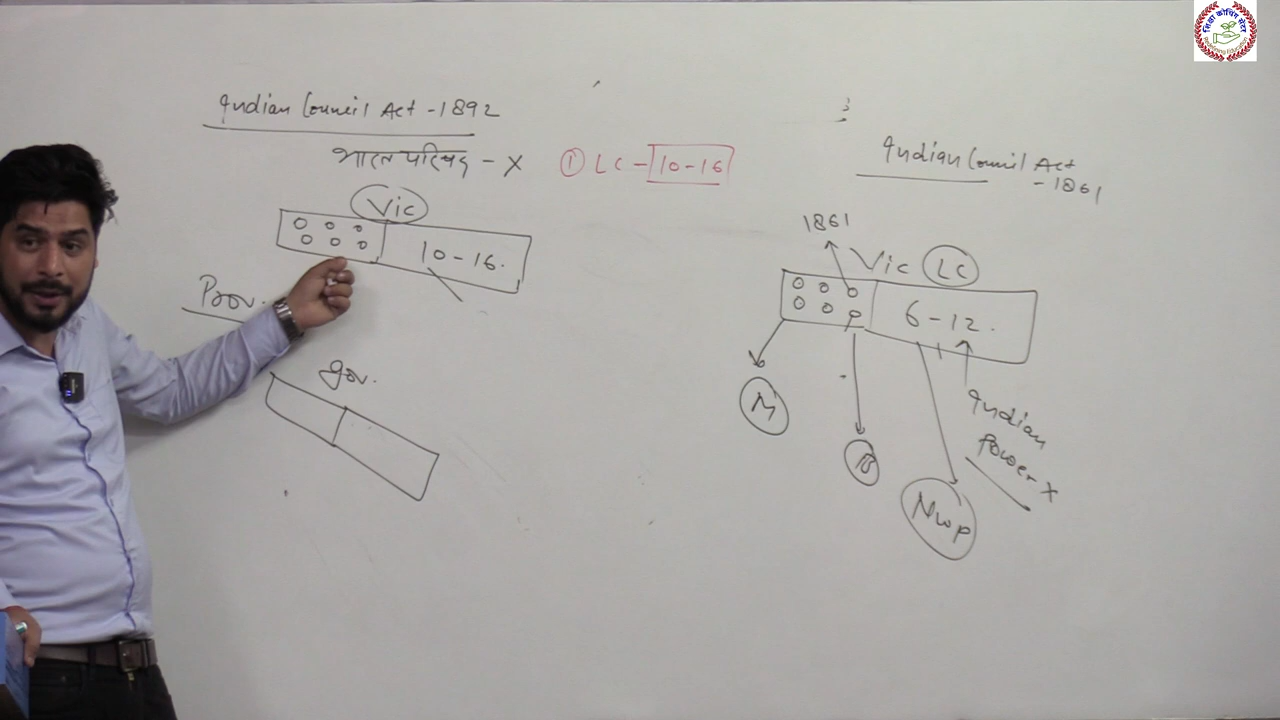 Indian Council Act - 1892
भारत परिषद - X
① LC - 10-16
Vic
10-16.
Prov.
Gov.
Indian Council Act
- 1861
1861
Vic LC
6-12.
M
B
NWP
Indian
Power X